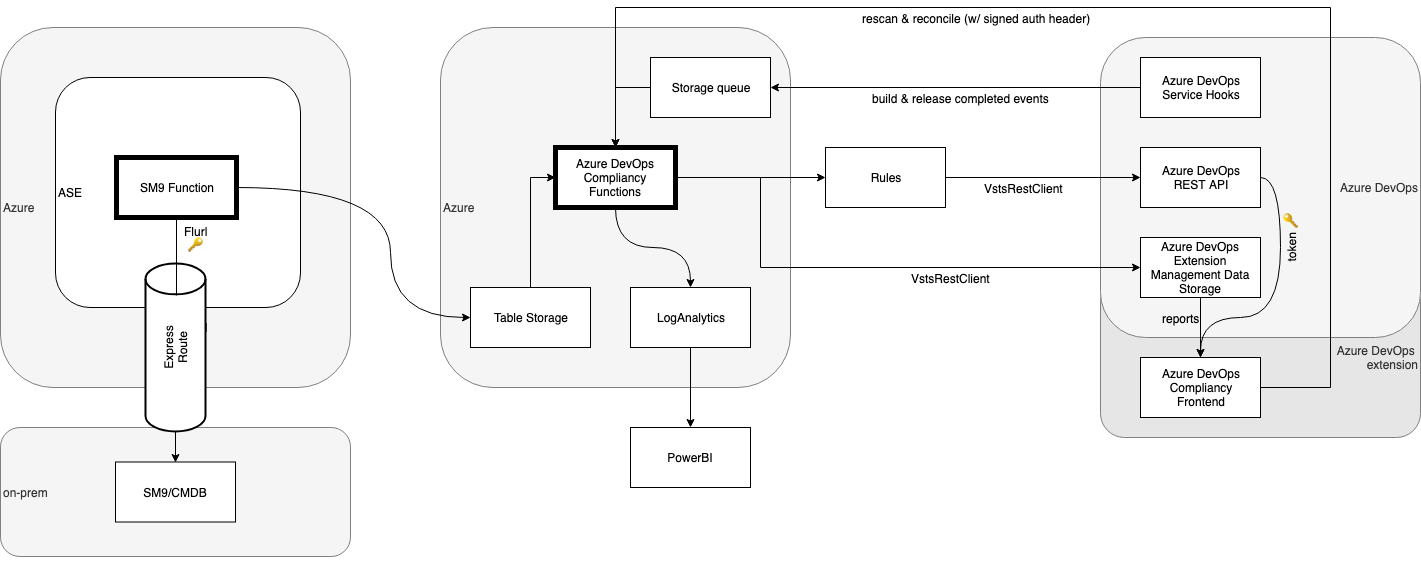 rescan & reconcile (w/ signed auth header)
Azure
ASE
SM9 Function
Flurl
Express
Route
on-prem
SM9/CMDB
Azure
Storage queue
build & release completed events
Azure DevOps
Compliancy
Functions
Table Storage
LogAnalytics
PowerBI
Rules
VstsRestClient
VstsRestClient
Azure DevOps
Service Hooks
Azure DevOps
REST API
Azure DevOps
token
Azure DevOps
Extension
Management Data
Storage
reports
Azure DevOps
extension
Azure DevOps
Compliancy
Frontend